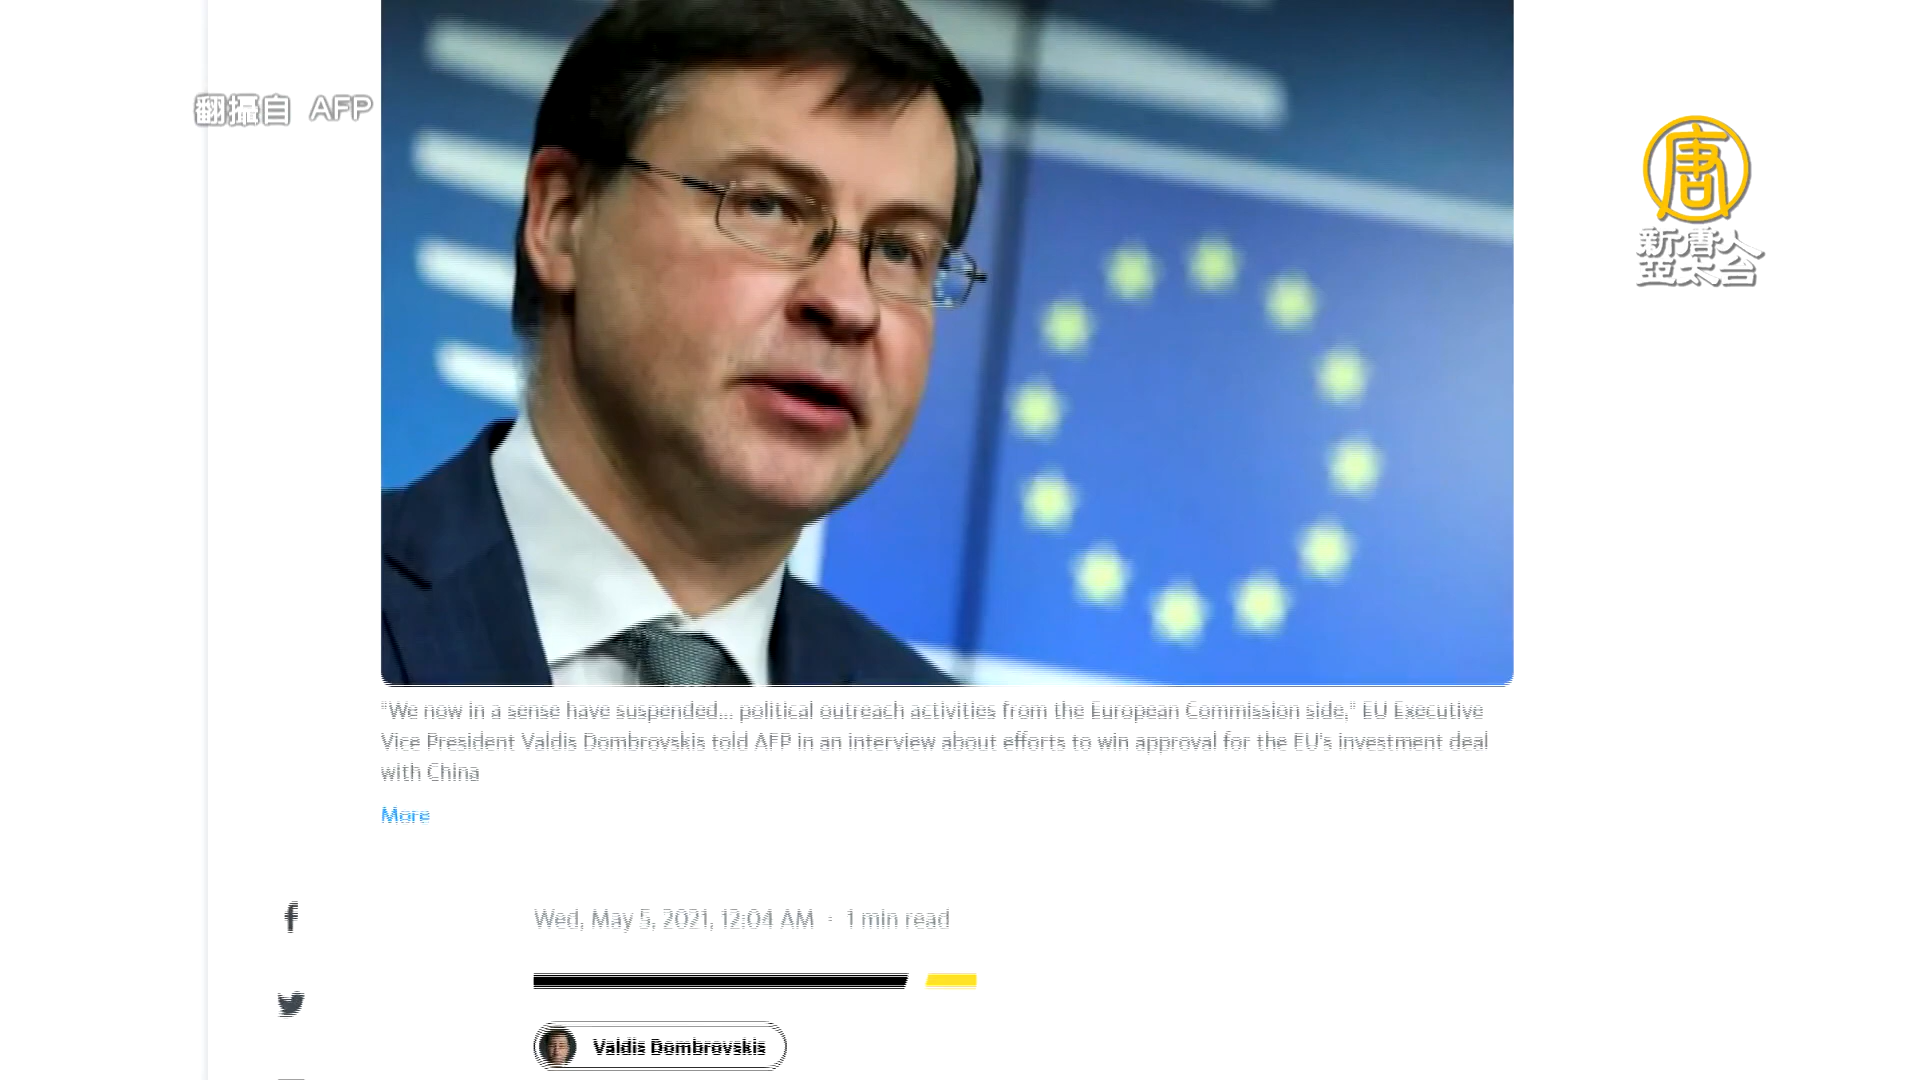 翻攝自 AFP
唐
新唐人
亞太台
"We now in a sense have suspended... political outreach activities from the European Commission side," EU Executive
Vice President Valdis Dombrovskis told AFP in an interview about efforts to win approval for the EU's investment deal
with China
More
Wed, May 5, 2021, 12:04 AM · 1 min read
Valdis Dombrovskis